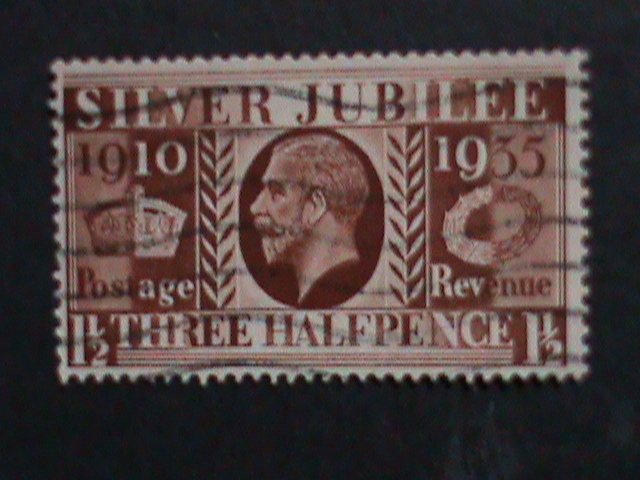 SILVER JUBILEE
1910 1935
Postage Revenue
1½ THREE HALFPENCE 1½